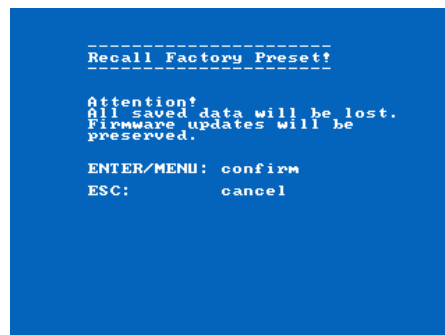 ----------------------
Recall Factory Preset!
----------------------
Attention!
All saved data will be lost.
Firmware updates will be
preserved.
ENTER/MENU: confirm
ESC: cancel